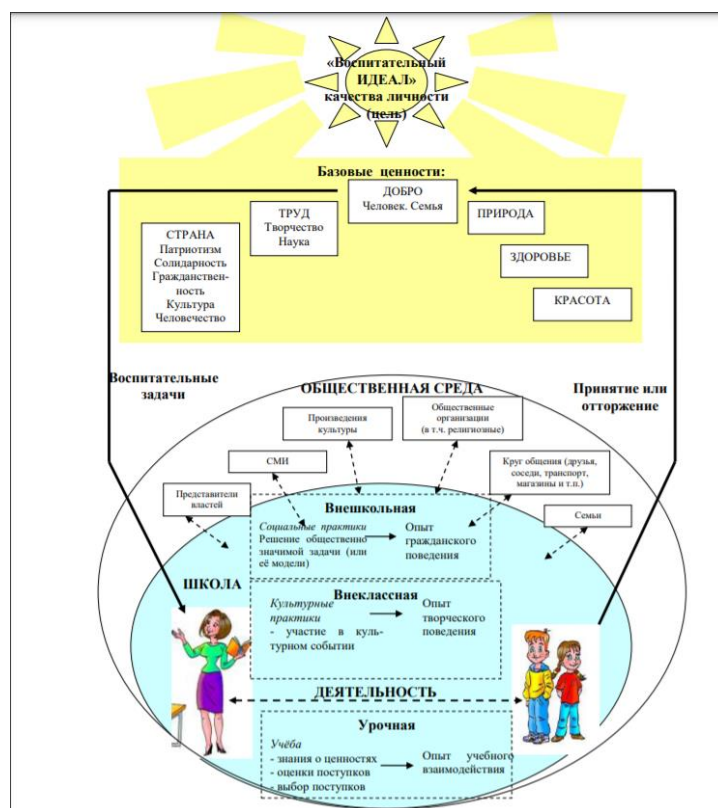 «Воспитательный
ИДЕАЛ»
качества личности
(цель)
Базовые ценности:
ДОБРО
Человек. Семья
ТРУД
Творчество
Наука
ПРИРОДА
СТРАНА
Патриотизм
Солидарность
Гражданствен-
ность
Культура
Человечество
ЗДОРОВЬЕ
КРАСОТА
Воспитательные
задачи
ОБЩЕСТВЕННАЯ СРЕДА
Принятие или
отторжение
Произведения
культуры
Общественные
организации
(в т.ч. религиозные)
СМИ
Круг общения (друзья,
соседи, транспорт,
магазины и т.п.)
Представители
властей
Семьи
Внешкольная
Социальные практики
Решение общественно
значимой задачи (или
её модели)
Опыт
гражданского
поведения
ШКОЛА
Внеклассная
Культурные
практики
- участие в куль-
турном событии
Опыт
творческого
поведения
ДЕЯТЕЛЬНОСТЬ
Урочная
Учёба
- знания о ценностях
- оценки поступков
- выбор поступков
Опыт учебного
взаимодействия